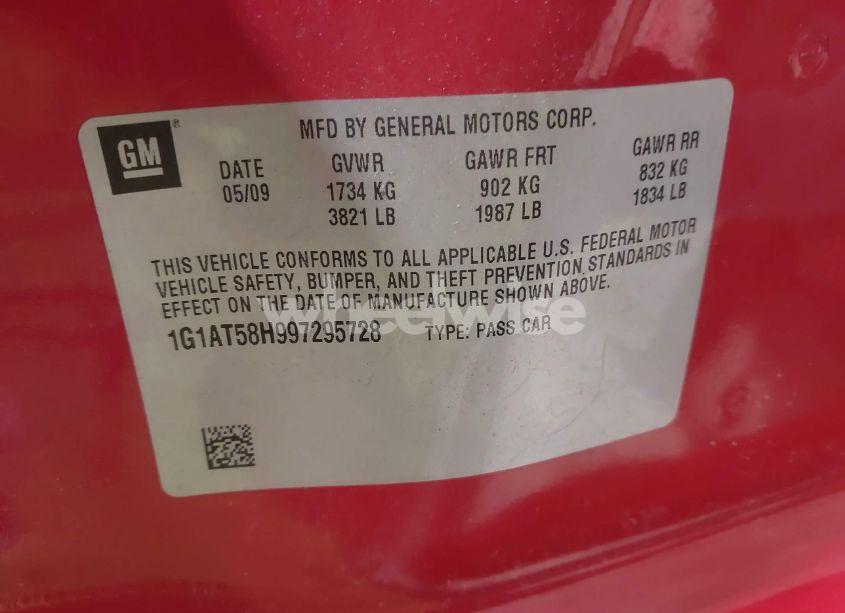 GM
MFD BY GENERAL MOTORS CORP.
DATE GVWR GAWR FRT GAWR RR
05/09 1734 KG 902 KG 832 KG
3821 LB 1987 LB 1834 LB
THIS VEHICLE CONFORMS TO ALL APPLICABLE U.S. FEDERAL MOTOR
VEHICLE SAFETY, BUMPER, AND THEFT PREVENTION STANDARDS IN
EFFECT ON THE DATE OF MANUFACTURE SHOWN ABOVE.
wheelwise
1G1AT58H997295728 TYPE: PASS CAR